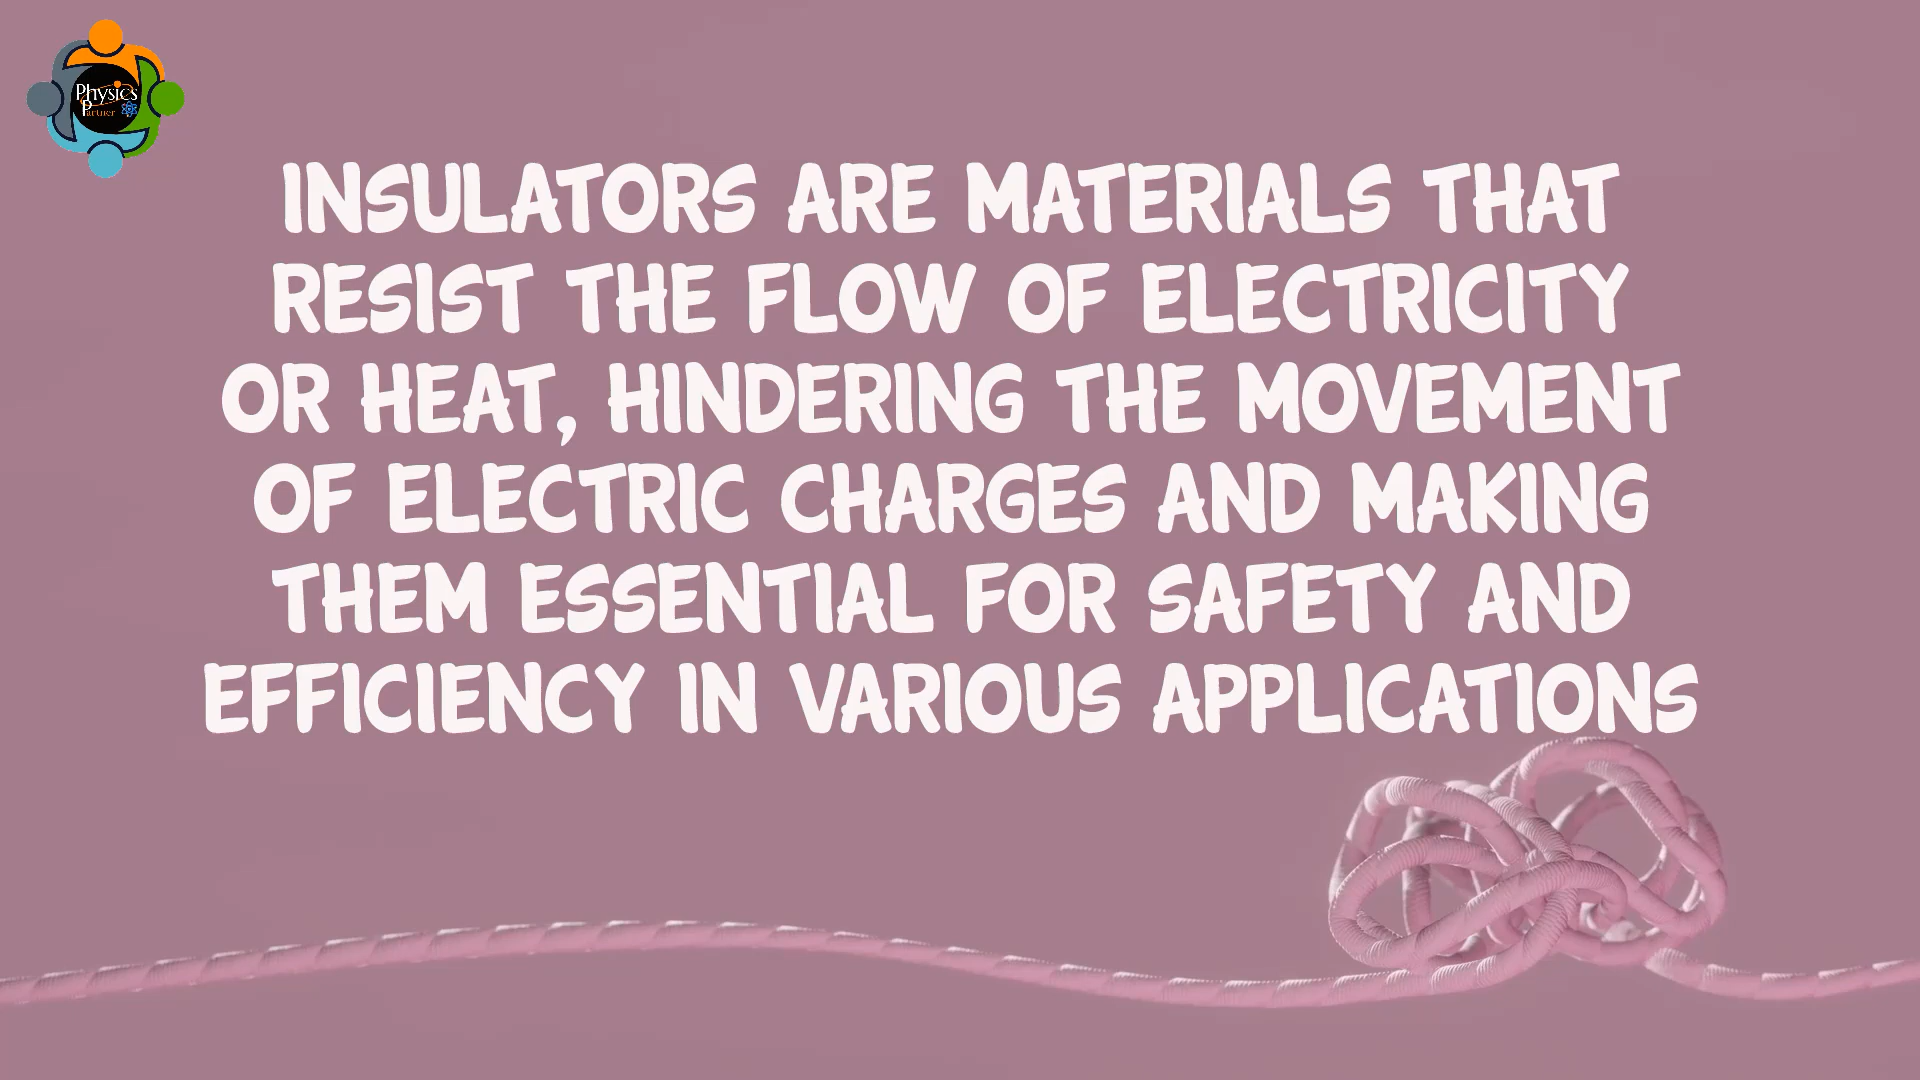 Physics
Partner
INSULATORS ARE MATERIALS THAT
RESIST THE FLOW OF ELECTRICITY
OR HEAT, HINDERING THE MOVEMENT
OF ELECTRIC CHARGES AND MAKING
THEM ESSENTIAL FOR SAFETY AND
EFFICIENCY IN VARIOUS APPLICATIONS